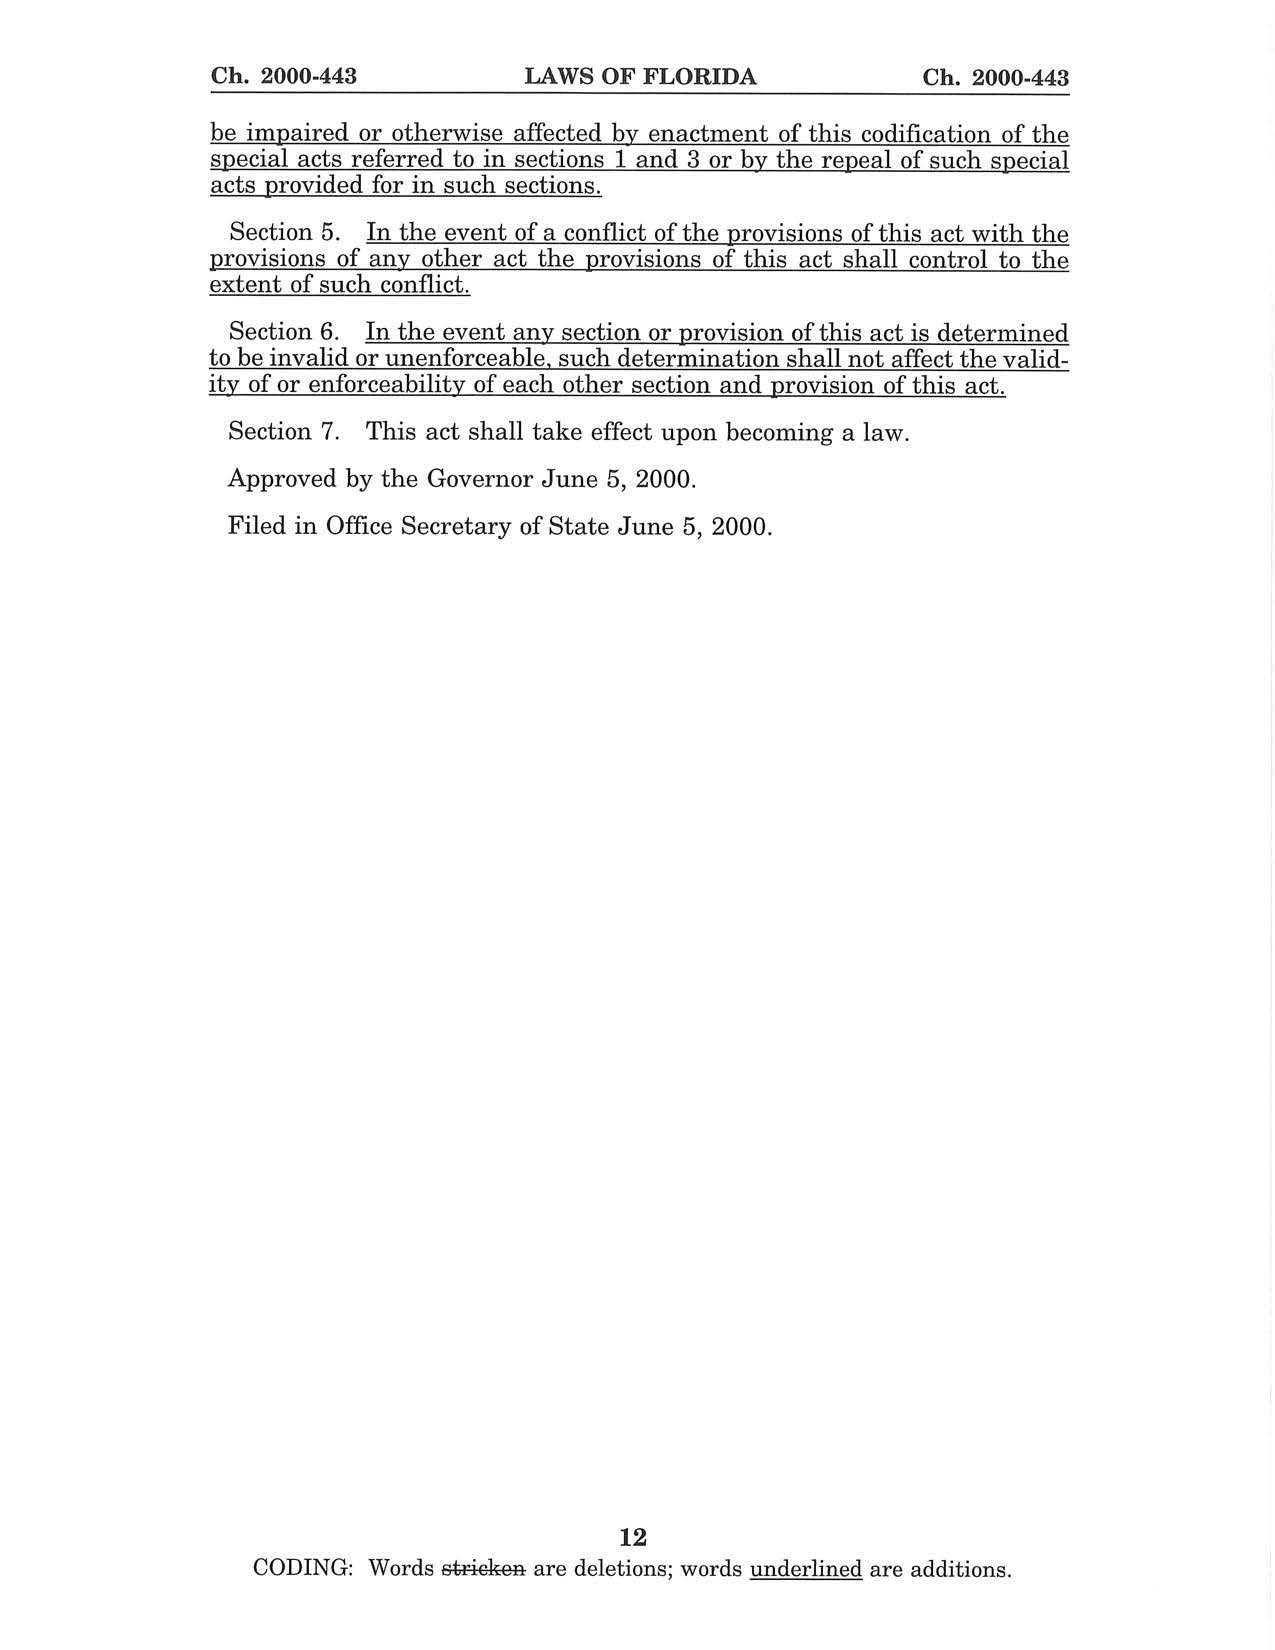 Ch. 2000-443 LAWS OF FLORIDA Ch. 2000-443
be impaired or otherwise affected by enactment of this codification of the
special acts referred to in sections 1 and 3 or by the repeal of such special
acts provided for in such sections.
Section 5. In the event of a conflict of the provisions of this act with the
provisions of any other act the provisions of this act shall control to the
extent of such conflict.
Section 6. In the event any section or provision of this act is determined
to be invalid or unenforceable, such determination shall not affect the valid-
ity of or enforceability of each other section and provision of this act.
Section 7. This act shall take effect upon becoming a law.
Approved by the Governor June 5, 2000.
Filed in Office Secretary of State June 5, 2000.
12
CODING: Words stricken are deletions; words underlined are additions.